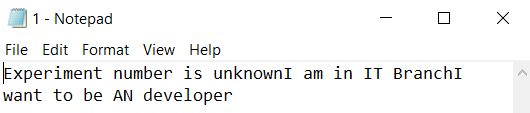 1 - Notepad
File Edit Format View Help
Experiment number is unknownI am in IT BranchI
want to be AN developer